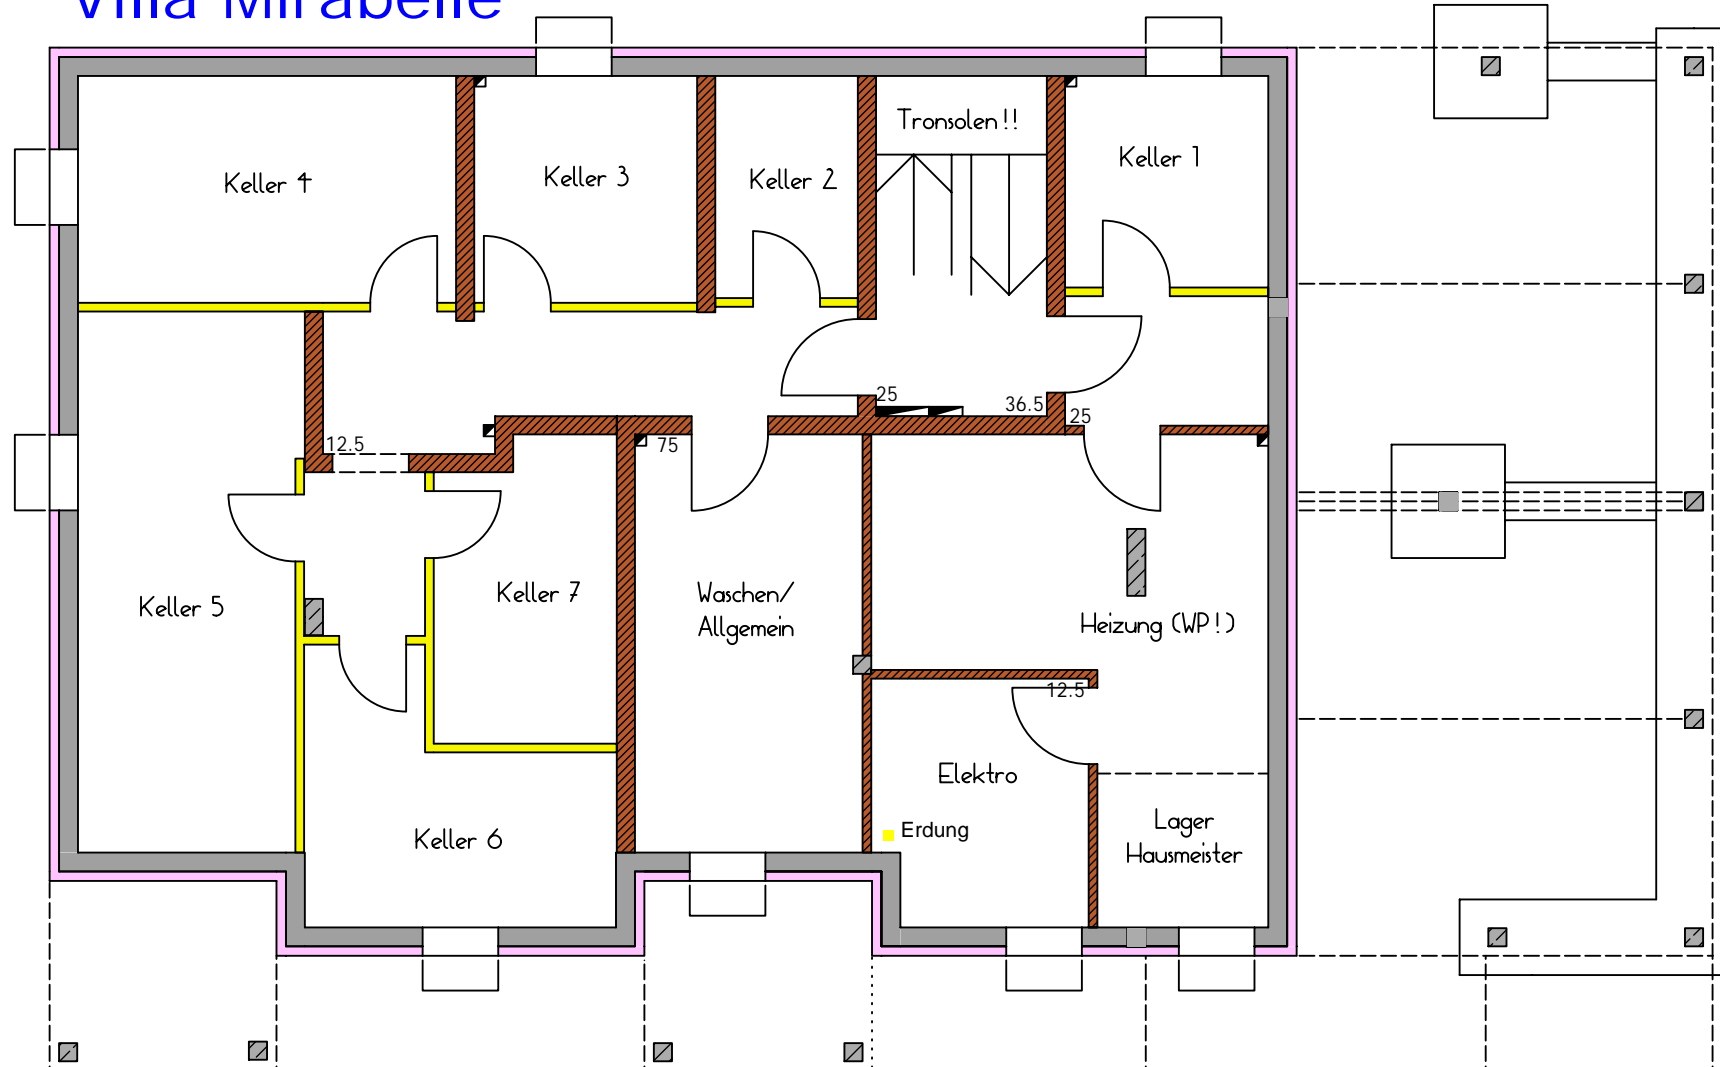 Villa Mirabelle
Tronsolen!!
Keller 1
Keller 4
Keller 3
Keller 2
25
36.5
25
12.5
75
Keller 5
Keller 7
Waschen/
Allgemein
Heizung (WP!)
12.5
Elektro
Erdung
Keller 6
Lager
Hausmeister